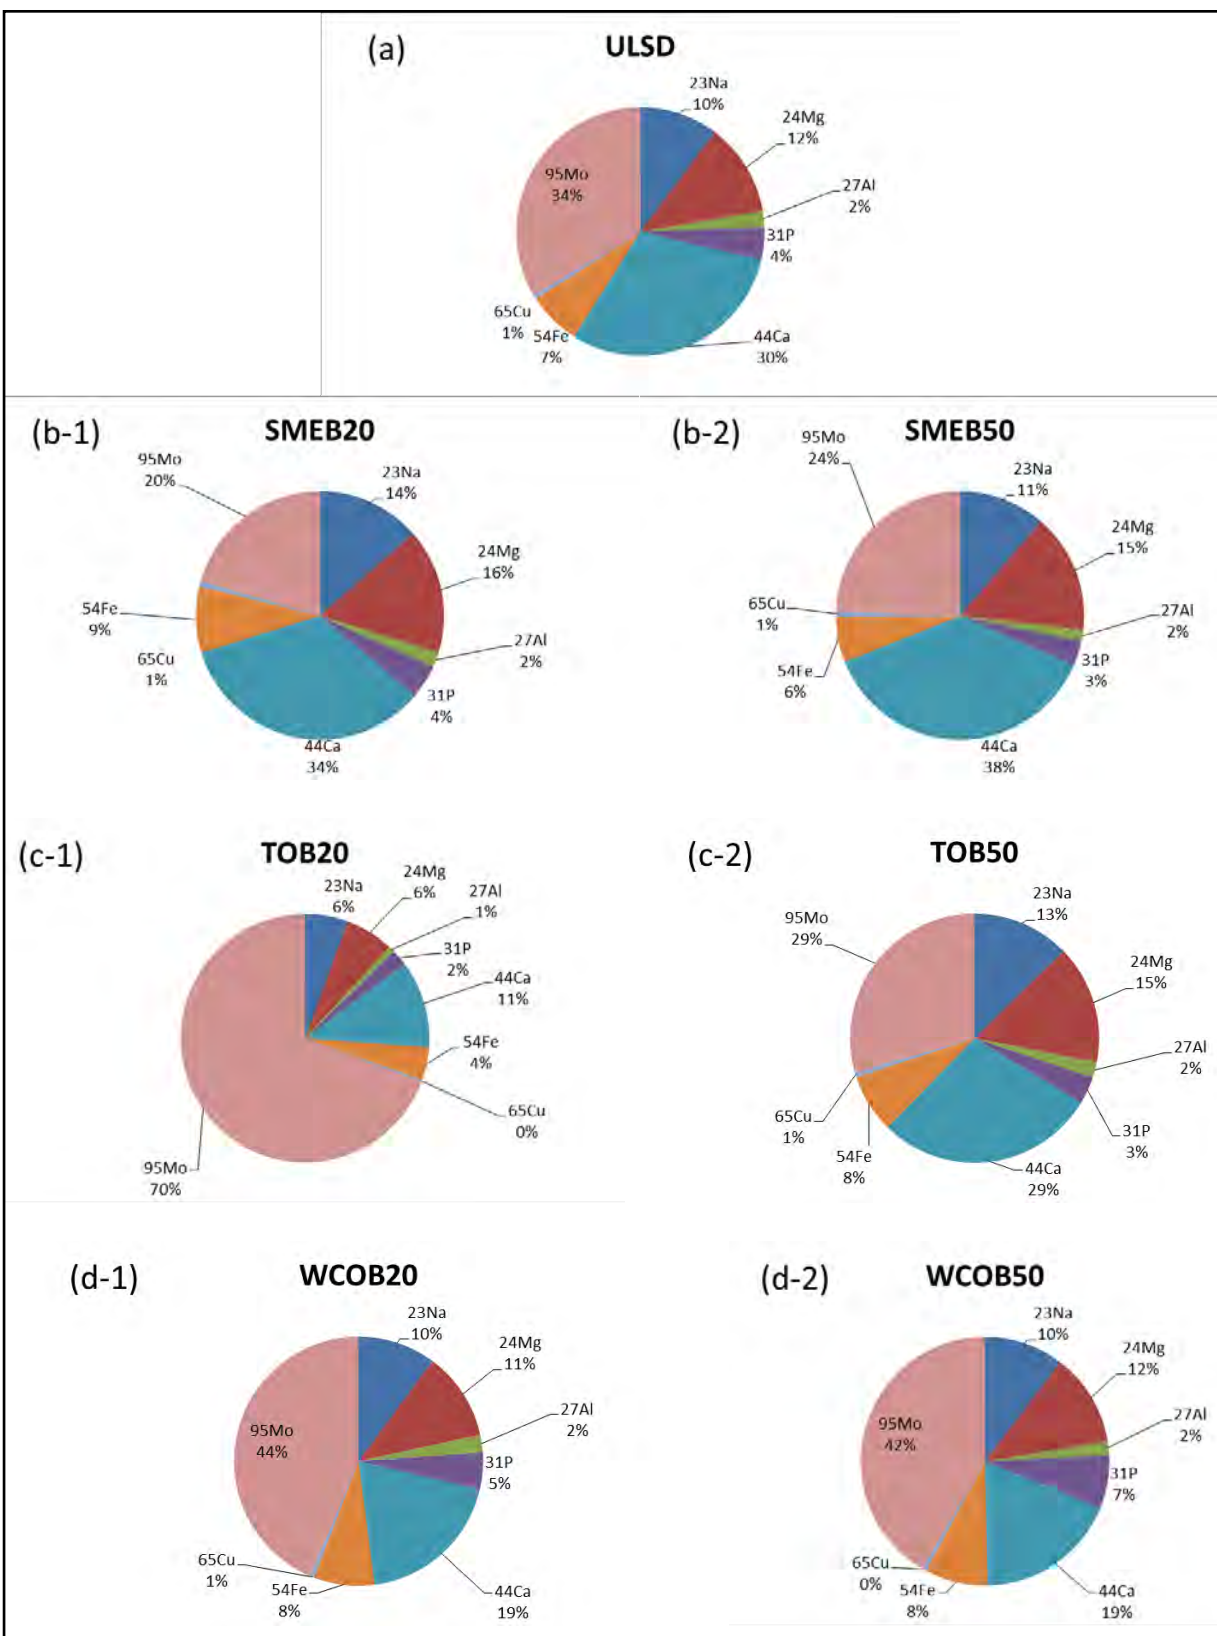 (a)
ULSD
23Na
10%
24Mg
12%
27Al
2%
31P
4%
44Ca
30%
54Fe
7%
65Cu
1%
95Mo
34%
(b-1)
SMEB20
23Na
14%
24Mg
16%
27Al
2%
31P
4%
44Ca
34%
65Cu
1%
54Fe
9%
95Mo
20%
(b-2)
SMEB50
23Na
11%
24Mg
15%
27Al
2%
31P
3%
44Ca
38%
54Fe
6%
65Cu
1%
95Mo
24%
(c-1)
TOB20
23Na
6%
24Mg
6%
27Al
1%
31P
2%
44Ca
11%
54Fe
4%
65Cu
0%
95Mo
70%
(c-2)
TOB50
23Na
13%
24Mg
15%
27Al
2%
31P
3%
44Ca
29%
54Fe
8%
65Cu
1%
95Mo
29%
(d-1)
WCOB20
23Na
10%
24Mg
11%
27Al
2%
31P
5%
44Ca
19%
54Fe
8%
65Cu
1%
95Mo
44%
(d-2)
WCOB50
23Na
10%
24Mg
12%
27Al
2%
31P
7%
44Ca
19%
54Fe
8%
65Cu
0%
95Mo
42%